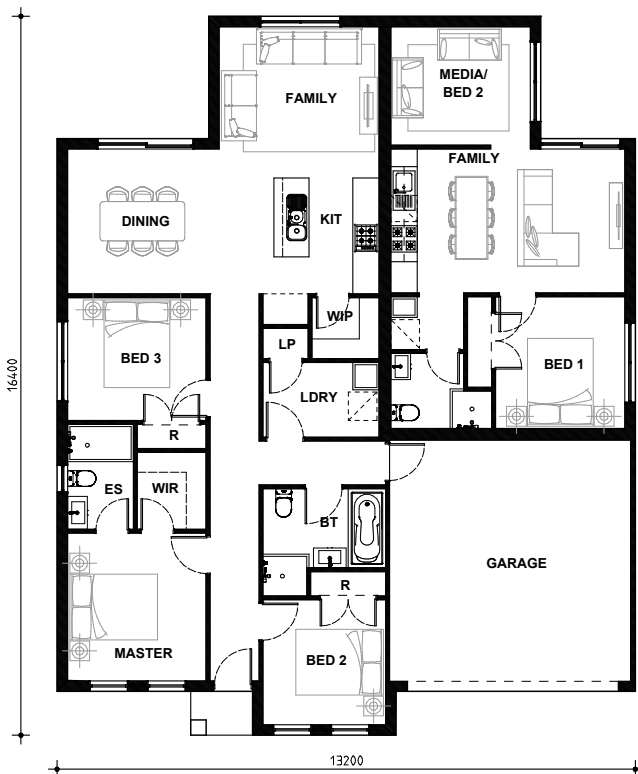 FAMILY
MEDIA/
BED 2
FAMILY
DINING
KIT
WIP
BED 3
LP
BED 1
LDRY
16400
R
ES
WIR
BT
GARAGE
R
MASTER
BED 2
13200